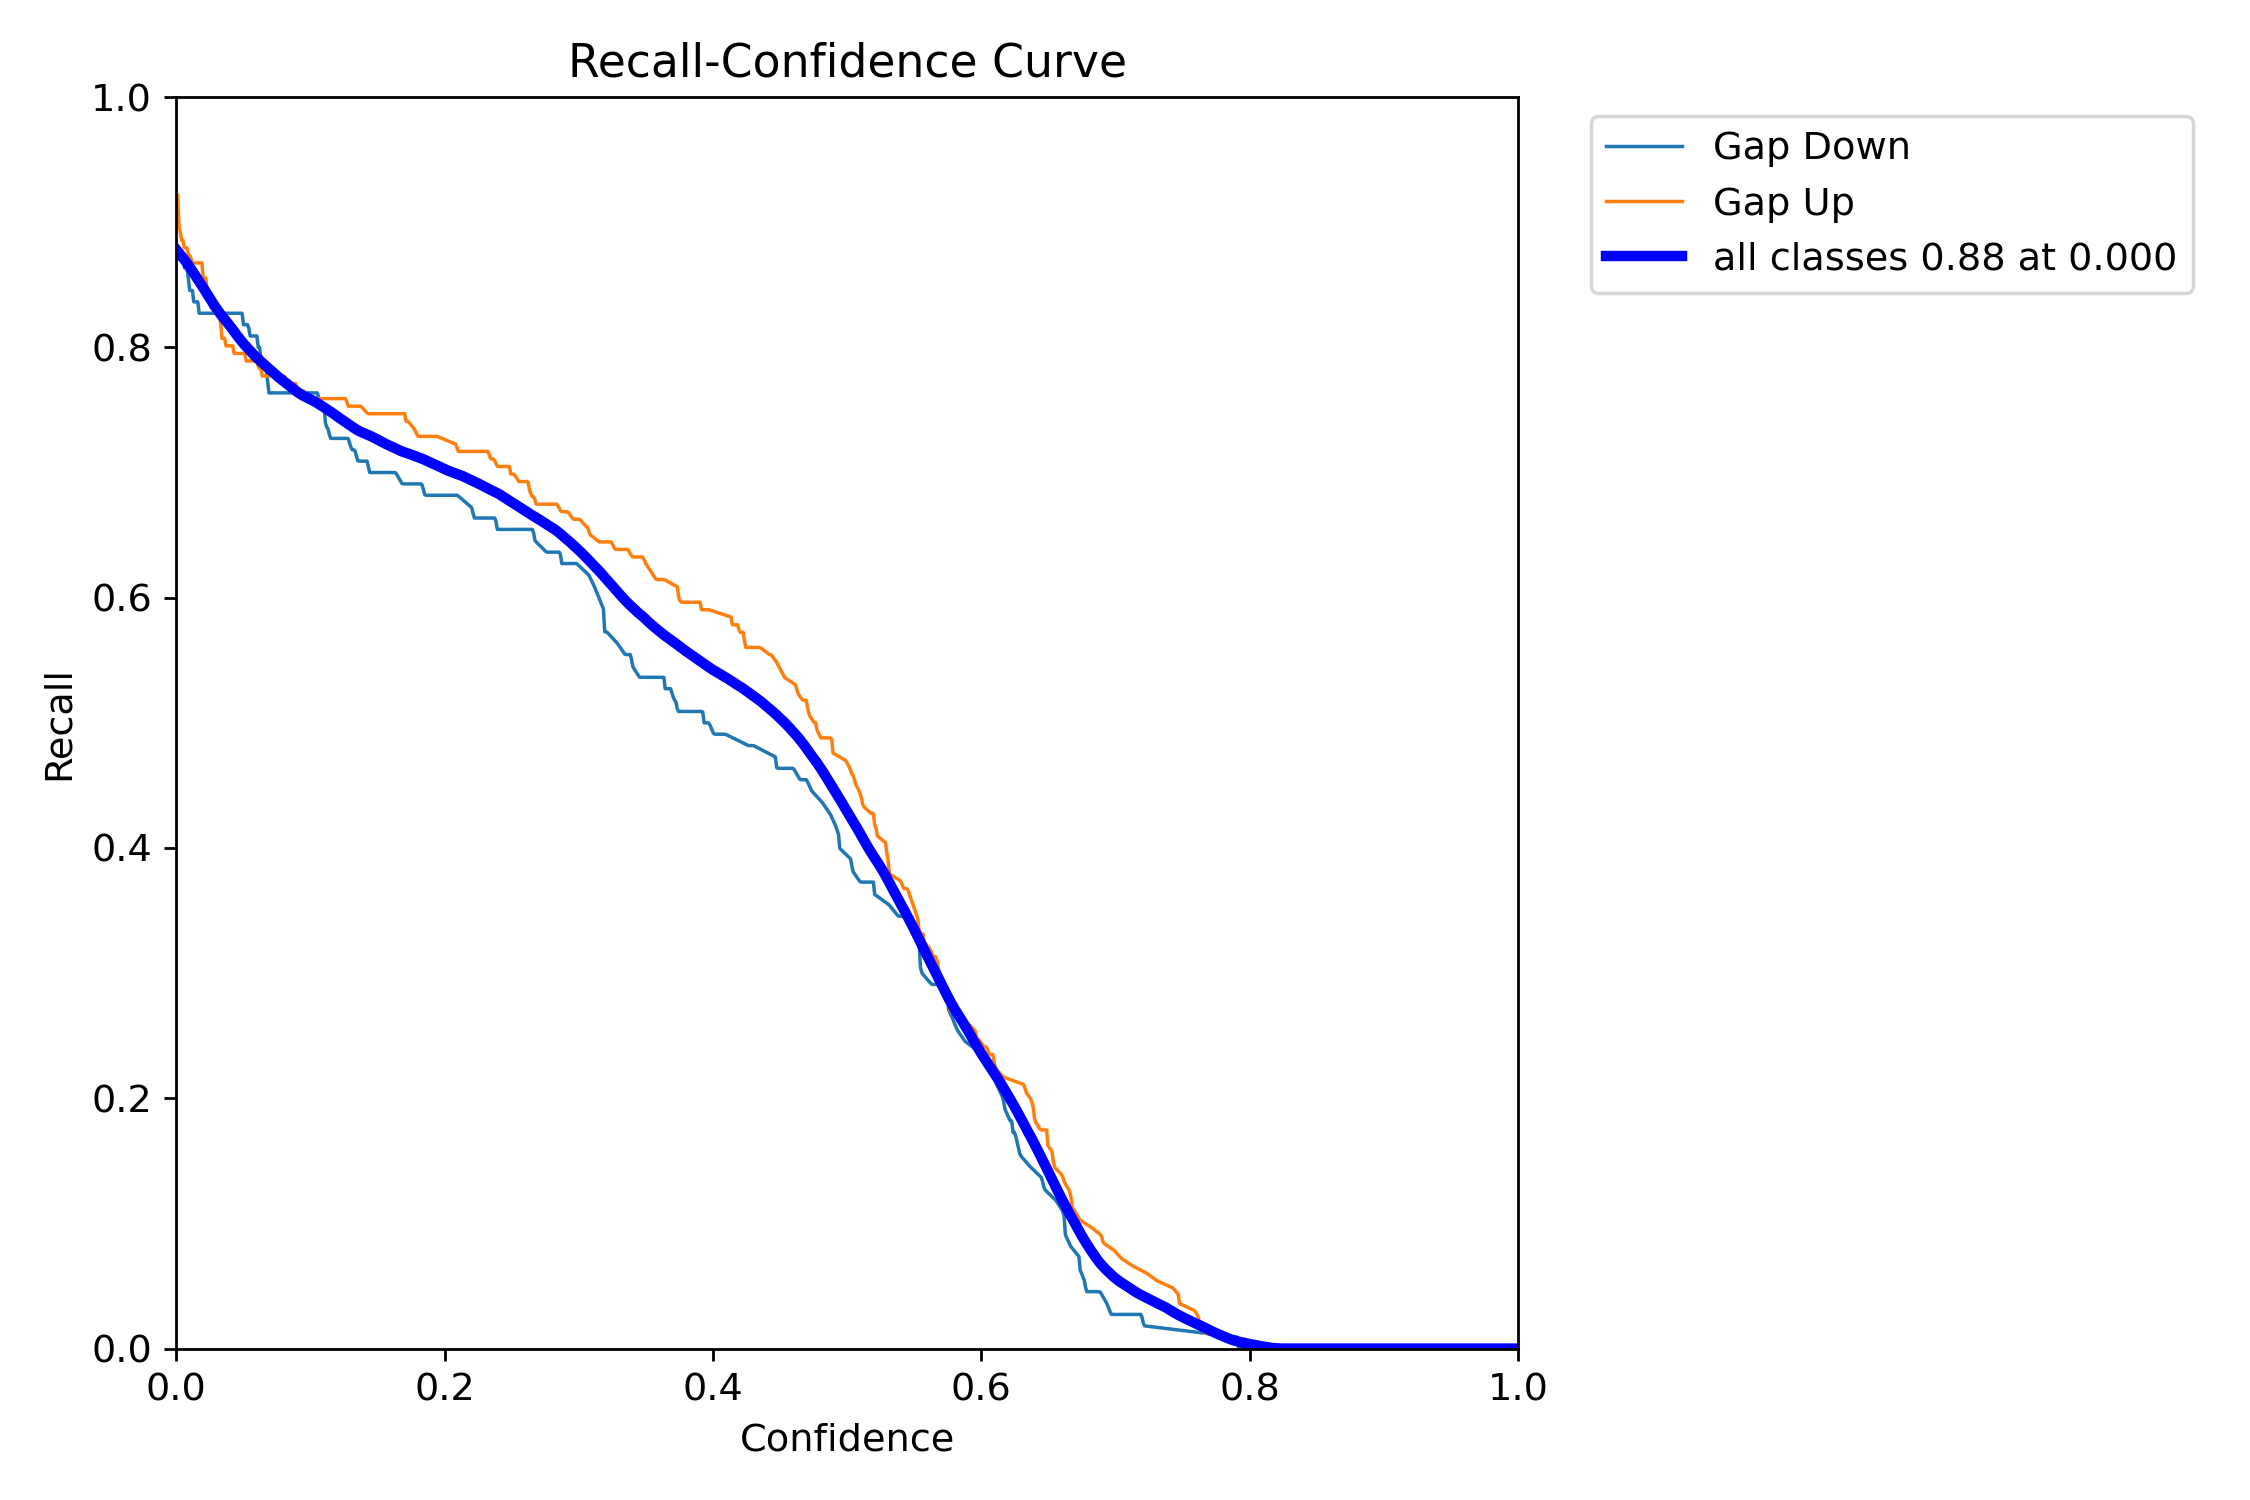 Recall-Confidence Curve
1.0
0.8
0.6
0.4
0.2
0.0
Recall
0.0 0.2 0.4 0.6 0.8 1.0
Confidence
Gap Down
Gap Up
all classes 0.88 at 0.000